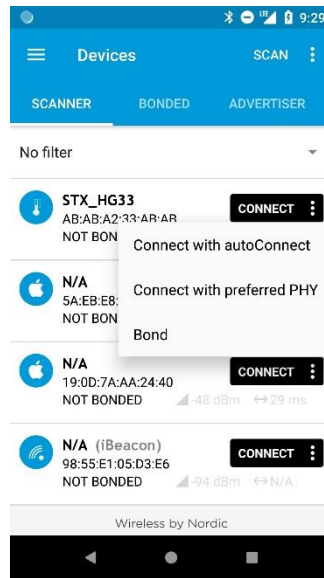 9:29
Devices
SCAN
SCANNER
BONDED
ADVERTISER
No filter
STX_HG33
AB:AB:A2:33:AB:AB
NOT BON
CONNECT
Connect with autoConnect
Connect with preferred PHY
Bond
N/A
5A:EB:E8:
NOT BON
N/A
19:0D:7A:AA:24:40
NOT BONDED
-48 dBm
29 ms
CONNECT
N/A (iBeacon)
98:55:E1:05:D3:E6
NOT BONDED
-94 dBm
N/A
CONNECT
Wireless by Nordic